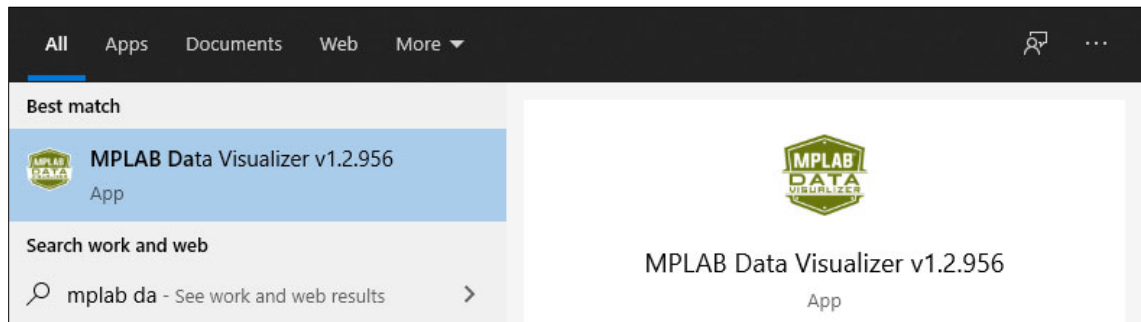 All Apps Documents Web More
Best match
MPLAB Data Visualizer v1.2.956
App
Search work and web
mplab da - See work and web results
MPLAB
DATA
VISUALIZER
MPLAB
DATA
VISUALIZER
MPLAB Data Visualizer v1.2.956
App